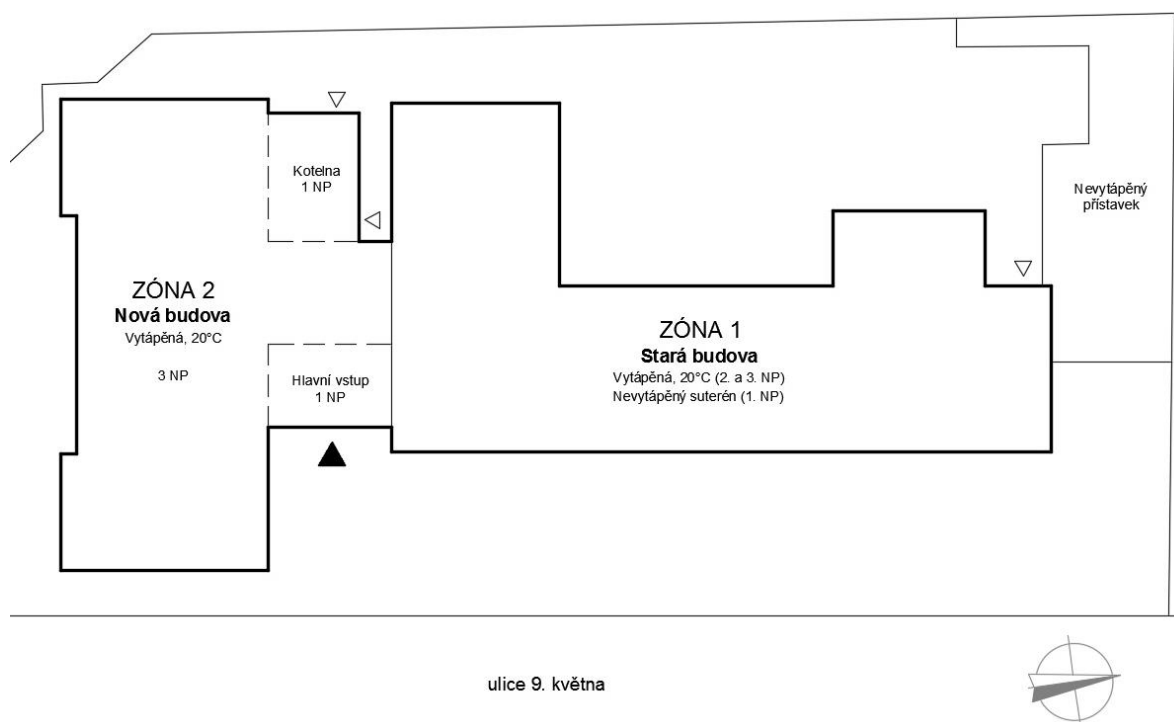 Kotelna
1 NP
Nevytápěný
přístavek
ZÓNA 2
Nová budova
Vytápěná, 20°C
3 NP
Hlavní vstup
1 NP
ZÓNA 1
Stará budova
Vytápěná, 20°C (2. a 3. NP)
Nevytápěný suterén (1. NP)
ulice 9. května